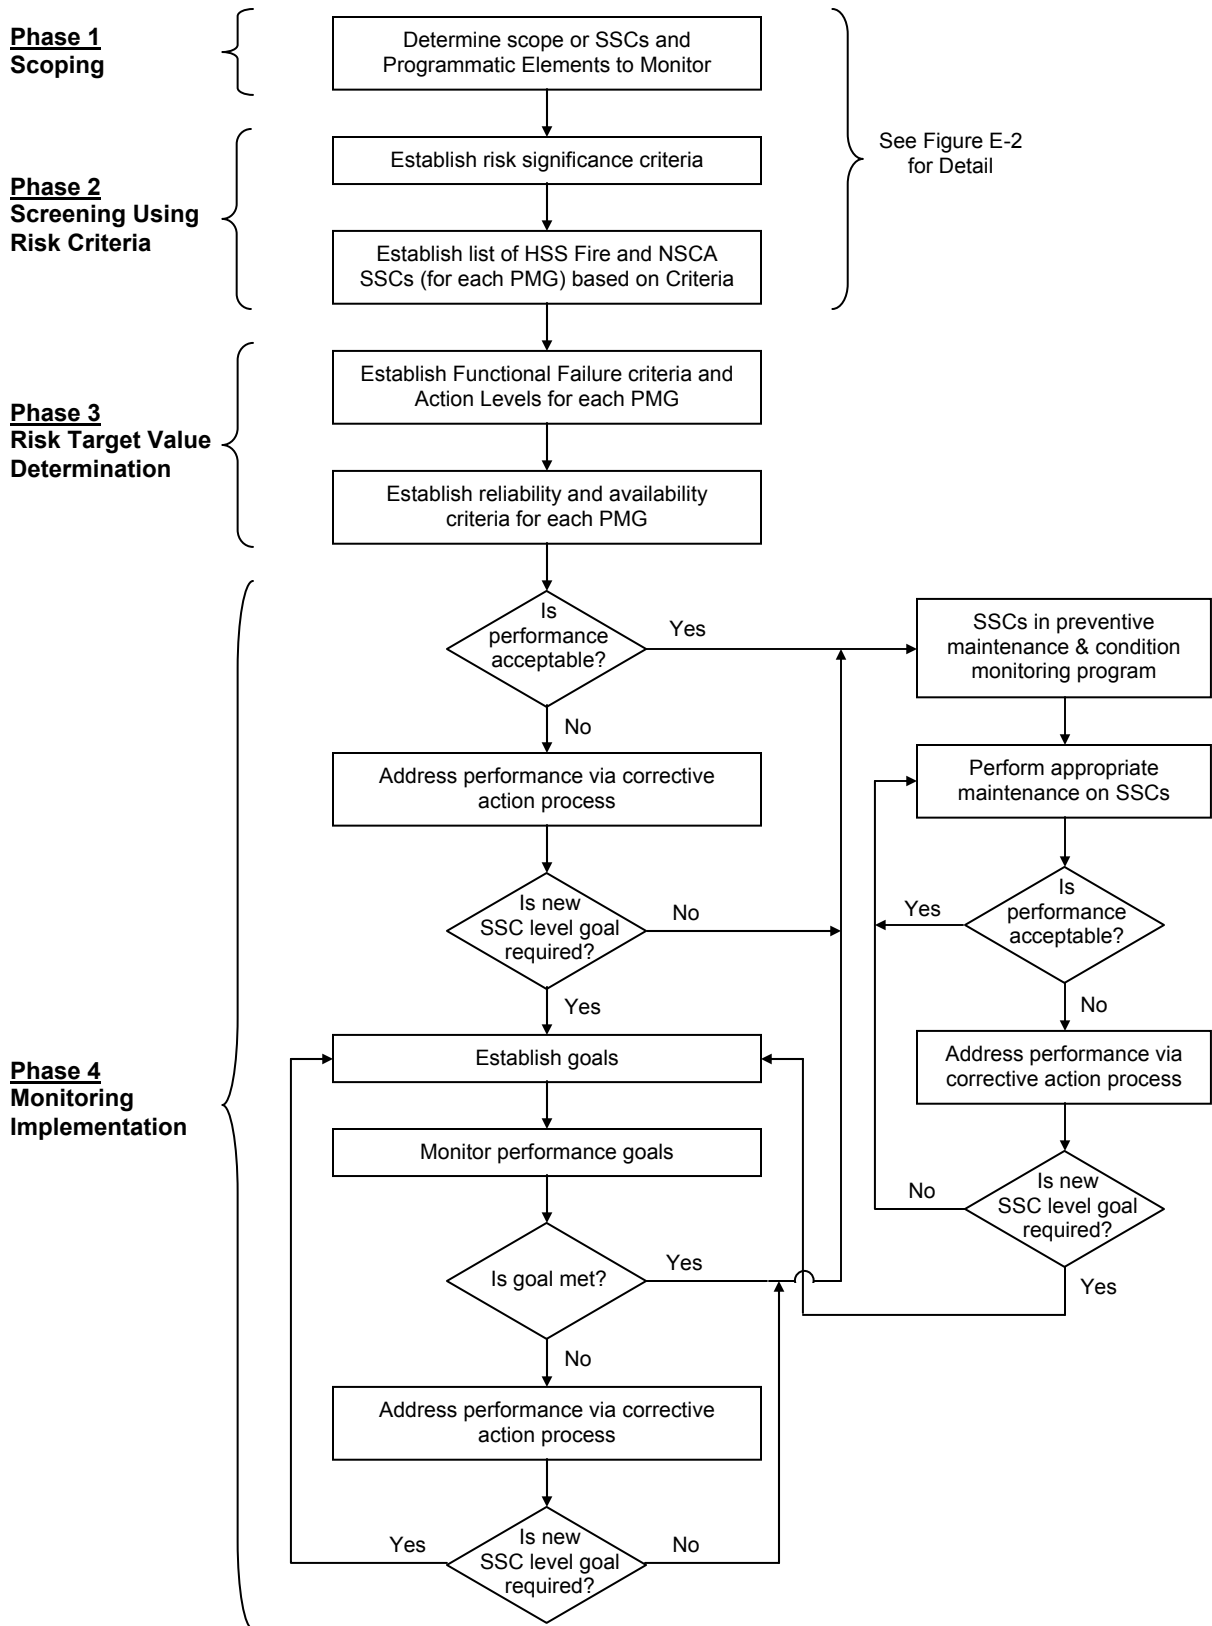 Phase 1
Scoping
Determine scope or SSCs and
Programmatic Elements to Monitor
See Figure E-2
for Detail
Phase 2
Screening Using
Risk Criteria
Establish risk significance criteria
Establish list of HSS Fire and NSCA
SSCs (for each PMG) based on Criteria
Phase 3
Risk Target Value
Determination
Establish Functional Failure criteria and
Action Levels for each PMG
Establish reliability and availability
criteria for each PMG
Phase 4
Monitoring
Implementation
Is
performance
acceptable?
Yes
No
Address performance via corrective
action process
Is new
SSC level goal
required?
No
Yes
Establish goals
Monitor performance goals
Is goal met?
Yes
No
Address performance via corrective
action process
Is new
SSC level goal
required?
Yes
No
SSCs in preventive
maintenance & condition
monitoring program
Perform appropriate
maintenance on SSCs
Is
performance
acceptable?
Yes
No
Address performance via
corrective action process
Is new
SSC level goal
required?
No
Yes